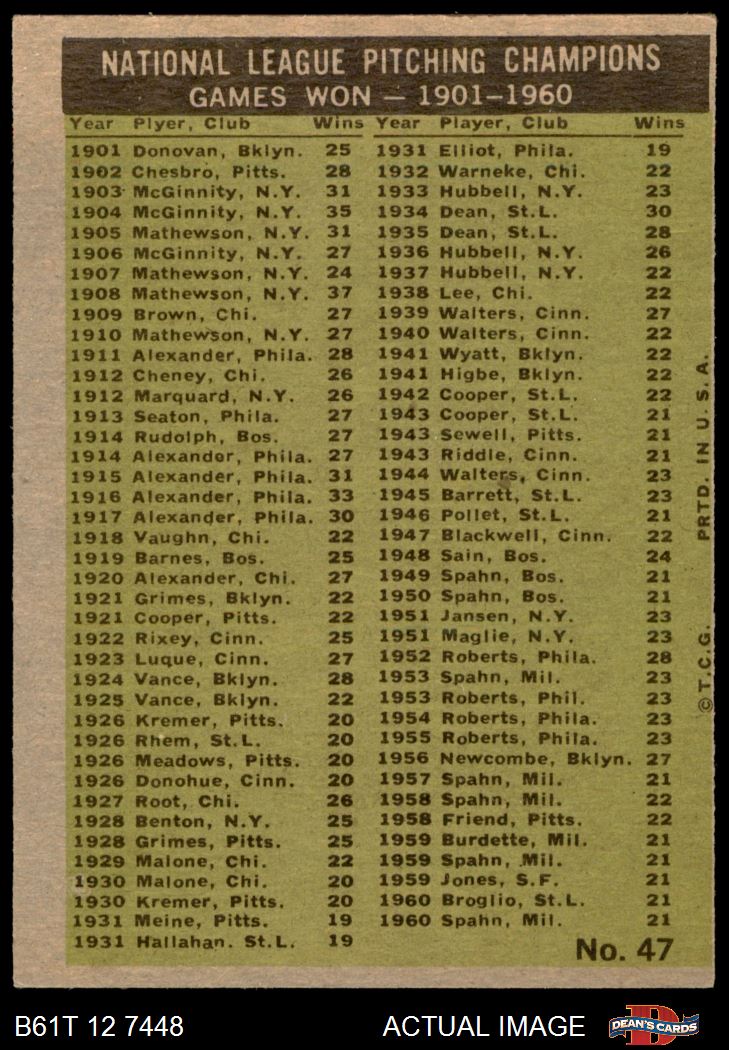 NATIONAL LEAGUE PITCHING CHAMPIONS
GAMES WON — 1901—1960
Year Plyer, Club Wins
1901 Donovan, Bklyn. 25
1902 Chesbro, Pitts. 28
1903 McGinnity, N.Y. 31
1904 McGinnity, N.Y. 35
1905 Mathewson, N.Y. 31
1906 McGinnity, N.Y. 27
1907 Mathewson, N.Y. 24
1908 Mathewson, N.Y. 37
1909 Brown, Chi. 27
1910 Mathewson, N.Y. 27
1911 Alexander, Phila. 28
1912 Cheney, Chi. 26
1912 Marquard, N.Y. 26
1913 Seaton, Phila. 27
1914 Rudolph, Bos. 27
1914 Alexander, Phila. 27
1915 Alexander, Phila. 31
1916 Alexander, Phila. 33
1917 Alexander, Phila. 30
1918 Vaughn, Chi. 22
1919 Barnes, Bos. 25
1920 Alexander, Chi. 27
1921 Grimes, Bklyn. 22
1921 Cooper, Pitts. 22
1922 Rixey, Cinn. 25
1923 Luque, Cinn. 27
1924 Vance, Bklyn. 28
1925 Vance, Bklyn. 22
1926 Kremer, Pitts. 20
1926 Rhem, St.L. 20
1926 Meadows, Pitts. 20
1926 Donohue, Cinn. 20
1927 Root, Chi. 26
1928 Benton, N.Y. 25
1928 Grimes, Pitts. 25
1929 Malone, Chi. 22
1930 Malone, Chi. 20
1930 Kremer, Pitts. 20
1931 Meine, Pitts. 19
1931 Hallahan. St.L. 19
Year Player, Club Wins
1931 Elliot, Phila. 19
1932 Warneke, Chi. 22
1933 Hubbell, N.Y. 23
1934 Dean, St.L. 30
1935 Dean, St.L. 28
1936 Hubbell, N.Y. 26
1937 Hubbell, N.Y. 22
1938 Lee, Chi. 22
1939 Walters, Cinn. 27
1940 Walters, Cinn. 22
1941 Wyatt, Bklyn. 22
1941 Higbe, Bklyn. 22
1942 Cooper, St.L. 22
1943 Cooper, St.L. 21
1943 Sewell, Pitts. 21
1943 Riddle, Cinn. 21
1944 Walters, Cinn. 23
1945 Barrett, St.L. 23
1946 Pollet, St.L. 21
1947 Blackwell, Cinn. 22
1948 Sain, Bos. 24
1949 Spahn, Bos. 21
1950 Spahn, Bos. 21
1951 Jansen, N.Y. 23
1951 Maglie, N.Y. 23
1952 Roberts, Phila. 28
1953 Spahn, Mil. 23
1953 Roberts, Phil. 23
1954 Roberts, Phila. 23
1955 Roberts, Phila. 23
1956 Newcombe, Bklyn. 27
1957 Spahn, Mil. 21
1958 Spahn, Mil. 22
1958 Friend, Pitts. 22
1959 Burdette, Mil. 21
1959 Spahn, Mil. 21
1959 Jones, S.F. 21
1960 Broglio, St.L. 21
1960 Spahn, Mil. 21
No. 47
©T.C.G. PRTD. IN U.S.A.
B61T 12 7448 ACTUAL IMAGE
D
DEAN'S CARDS